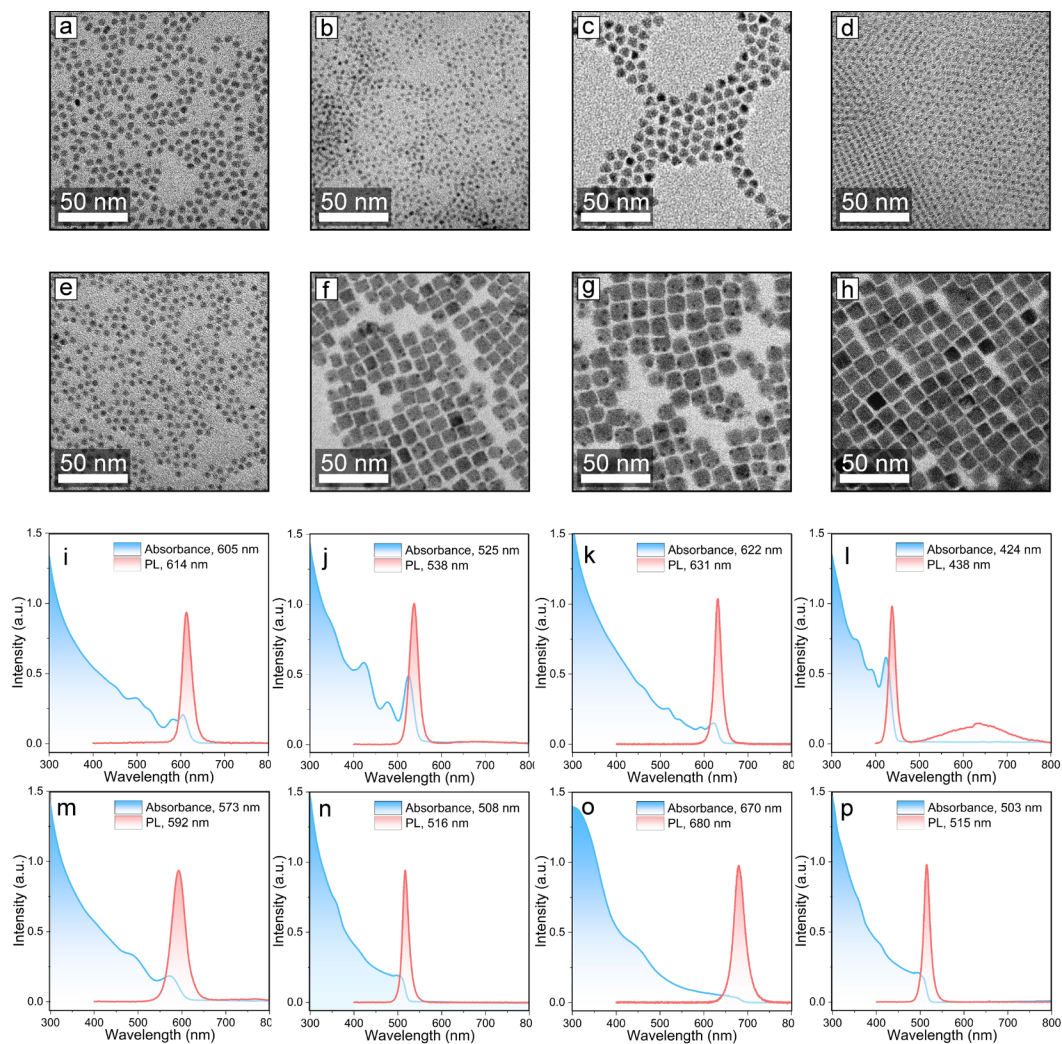 a
b
c
d
50 nm
50 nm
50 nm
50 nm
e
f
g
h
50 nm
50 nm
50 nm
50 nm
i
Absorbance, 605 nm
PL, 614 nm
Intensity (a.u.)
1.5
1.0
0.5
0.0
300 400 500 600 700 800
Wavelength (nm)
j
Absorbance, 525 nm
PL, 538 nm
Intensity (a.u.)
1.5
1.0
0.5
0.0
300 400 500 600 700 800
Wavelength (nm)
k
Absorbance, 622 nm
PL, 631 nm
Intensity (a.u.)
1.5
1.0
0.5
0.0
300 400 500 600 700 800
Wavelength (nm)
l
Absorbance, 424 nm
PL, 438 nm
Intensity (a.u.)
1.5
1.0
0.5
0.0
300 400 500 600 700 800
Wavelength (nm)
m
Absorbance, 573 nm
PL, 592 nm
Intensity (a.u.)
1.5
1.0
0.5
0.0
300 400 500 600 700 800
Wavelength (nm)
n
Absorbance, 508 nm
PL, 516 nm
Intensity (a.u.)
1.5
1.0
0.5
0.0
300 400 500 600 700 800
Wavelength (nm)
o
Absorbance, 670 nm
PL, 680 nm
Intensity (a.u.)
1.5
1.0
0.5
0.0
300 400 500 600 700 800
Wavelength (nm)
p
Absorbance, 503 nm
PL, 515 nm
Intensity (a.u.)
1.5
1.0
0.5
0.0
300 400 500 600 700 800
Wavelength (nm)